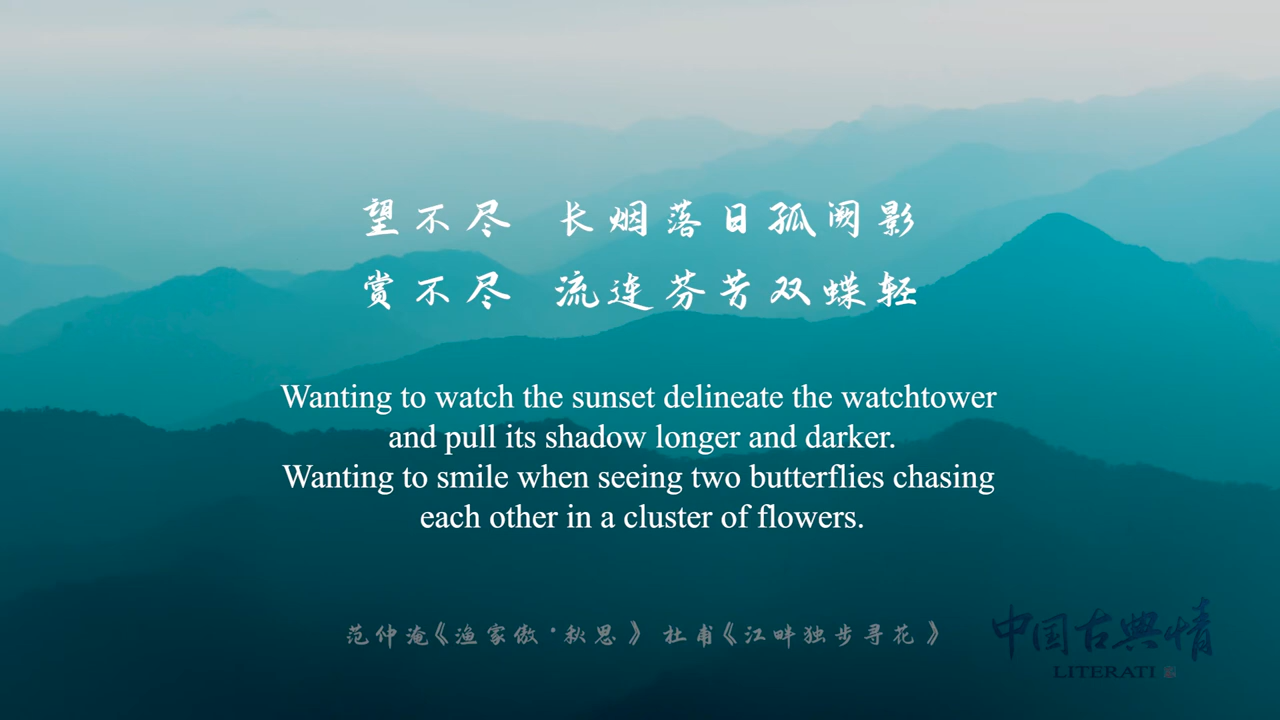 望不尽 长烟落日孤阙影
赏不尽 流连芬芳双蝶轻
Wanting to watch the sunset delineate the watchtower
and pull its shadow longer and darker.
Wanting to smile when seeing two butterflies chasing
each other in a cluster of flowers.
范仲淹《渔家傲·秋思》 杜甫《江畔独步寻花》
中国古典情
LITERATI